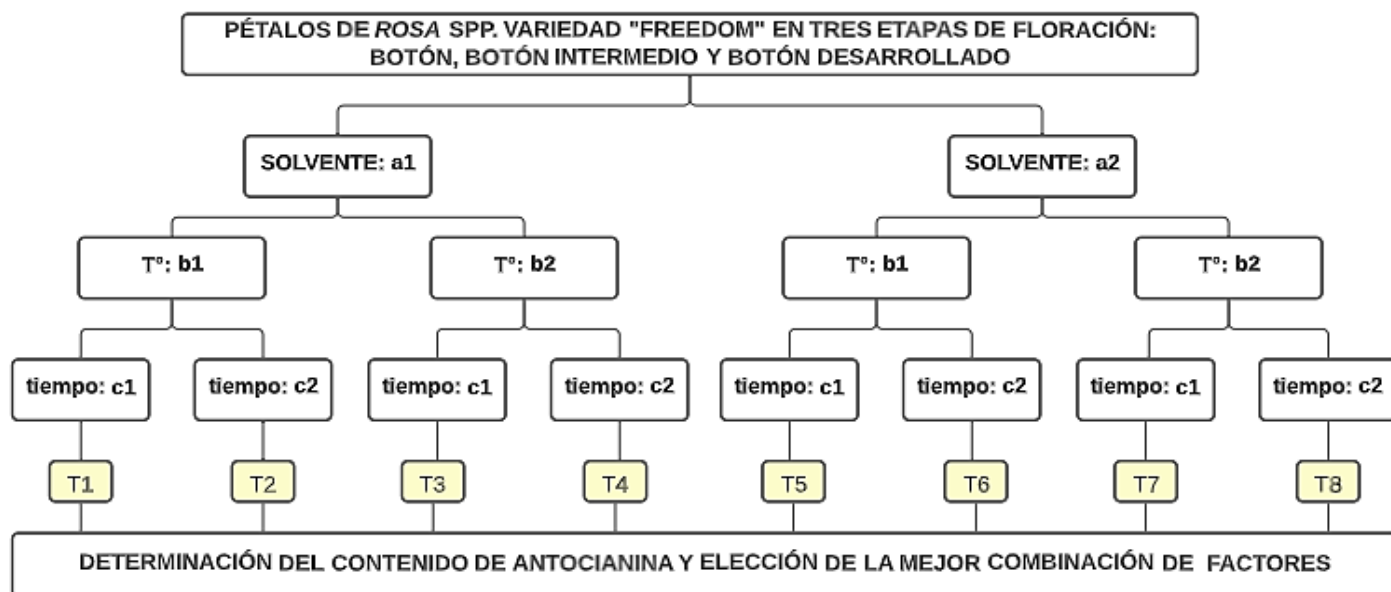 PÉTALOS DE ROSA SPP. VARIEDAD "FREEDOM" EN TRES ETAPAS DE FLORACIÓN:
BOTÓN, BOTÓN INTERMEDIO Y BOTÓN DESARROLLADO
SOLVENTE: a1
SOLVENTE: a2
Tº: b1
Tº: b2
Tº: b1
Tº: b2
tiempo: c1
tiempo: c2
tiempo: c1
tiempo: c2
tiempo: c1
tiempo: c2
tiempo: c1
tiempo: c2
T1
T2
T3
T4
T5
T6
T7
T8
DETERMINACIÓN DEL CONTENIDO DE ANTOCIANINA Y ELECCIÓN DE LA MEJOR COMBINACIÓN DE FACTORES